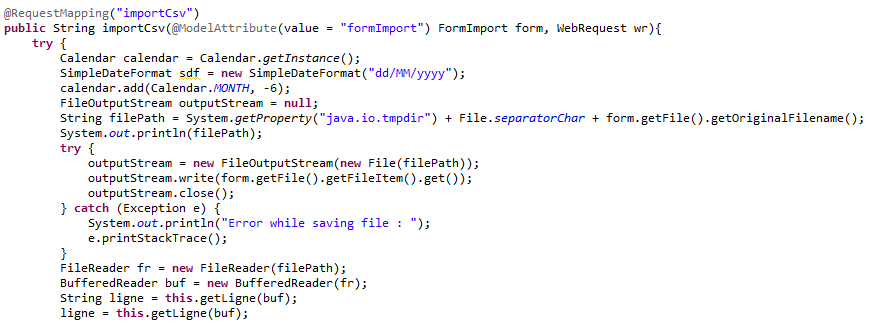 @RequestMapping("importCsv")
public String importCsv(@ModelAttribute(value = "formImport") FormImport form, WebRequest wr){
    try {
        Calendar calendar = Calendar.getInstance();
        SimpleDateFormat sdf = new SimpleDateFormat("dd/MM/yyyy");
        calendar.add(Calendar.MONTH, -6);
        FileOutputStream outputStream = null;
        String filePath = System.getProperty("java.io.tmpdir") + File.separatorChar + form.getFile().getOriginalFilename();
        System.out.println(filePath);
        try {
            outputStream = new FileOutputStream(new File(filePath));
            outputStream.write(form.getFile().getFileItem().get());
            outputStream.close();
        } catch (Exception e) {
            System.out.println("Error while saving file : ");
            e.printStackTrace();
        }
        FileReader fr = new FileReader(filePath);
        BufferedReader buf = new BufferedReader(fr);
        String ligne = this.getLigne(buf);
        ligne = this.getLigne(buf);